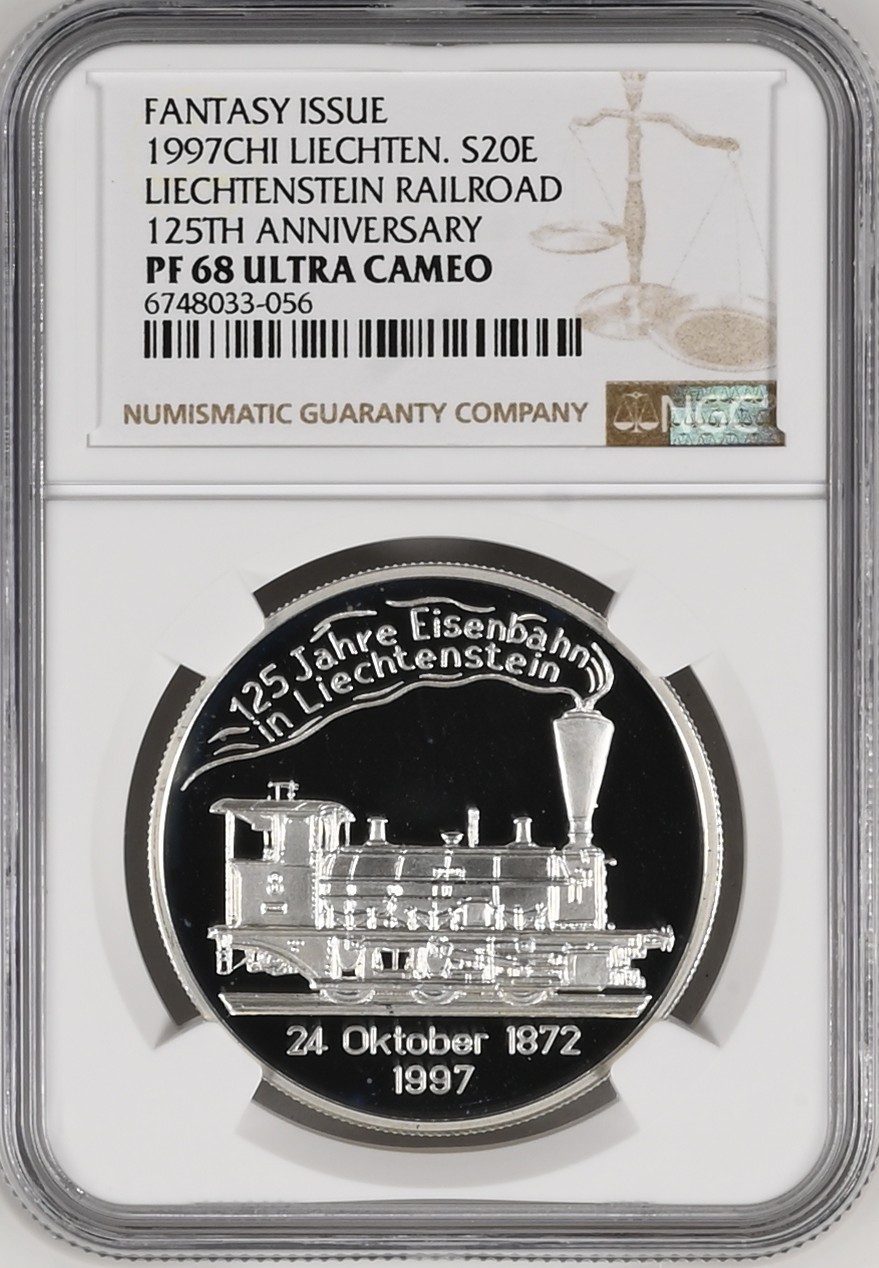 FANTASY ISSUE
1997CHI LIECHTEN. S20E
LIECHTENSTEIN RAILROAD
125TH ANNIVERSARY
PF 68 ULTRA CAMEO
6748033-056
NUMISMATIC GUARANTY COMPANY
NGC
125 Jahre Eisenbahn
in Liechtenstein
24 Oktober 1872
1997